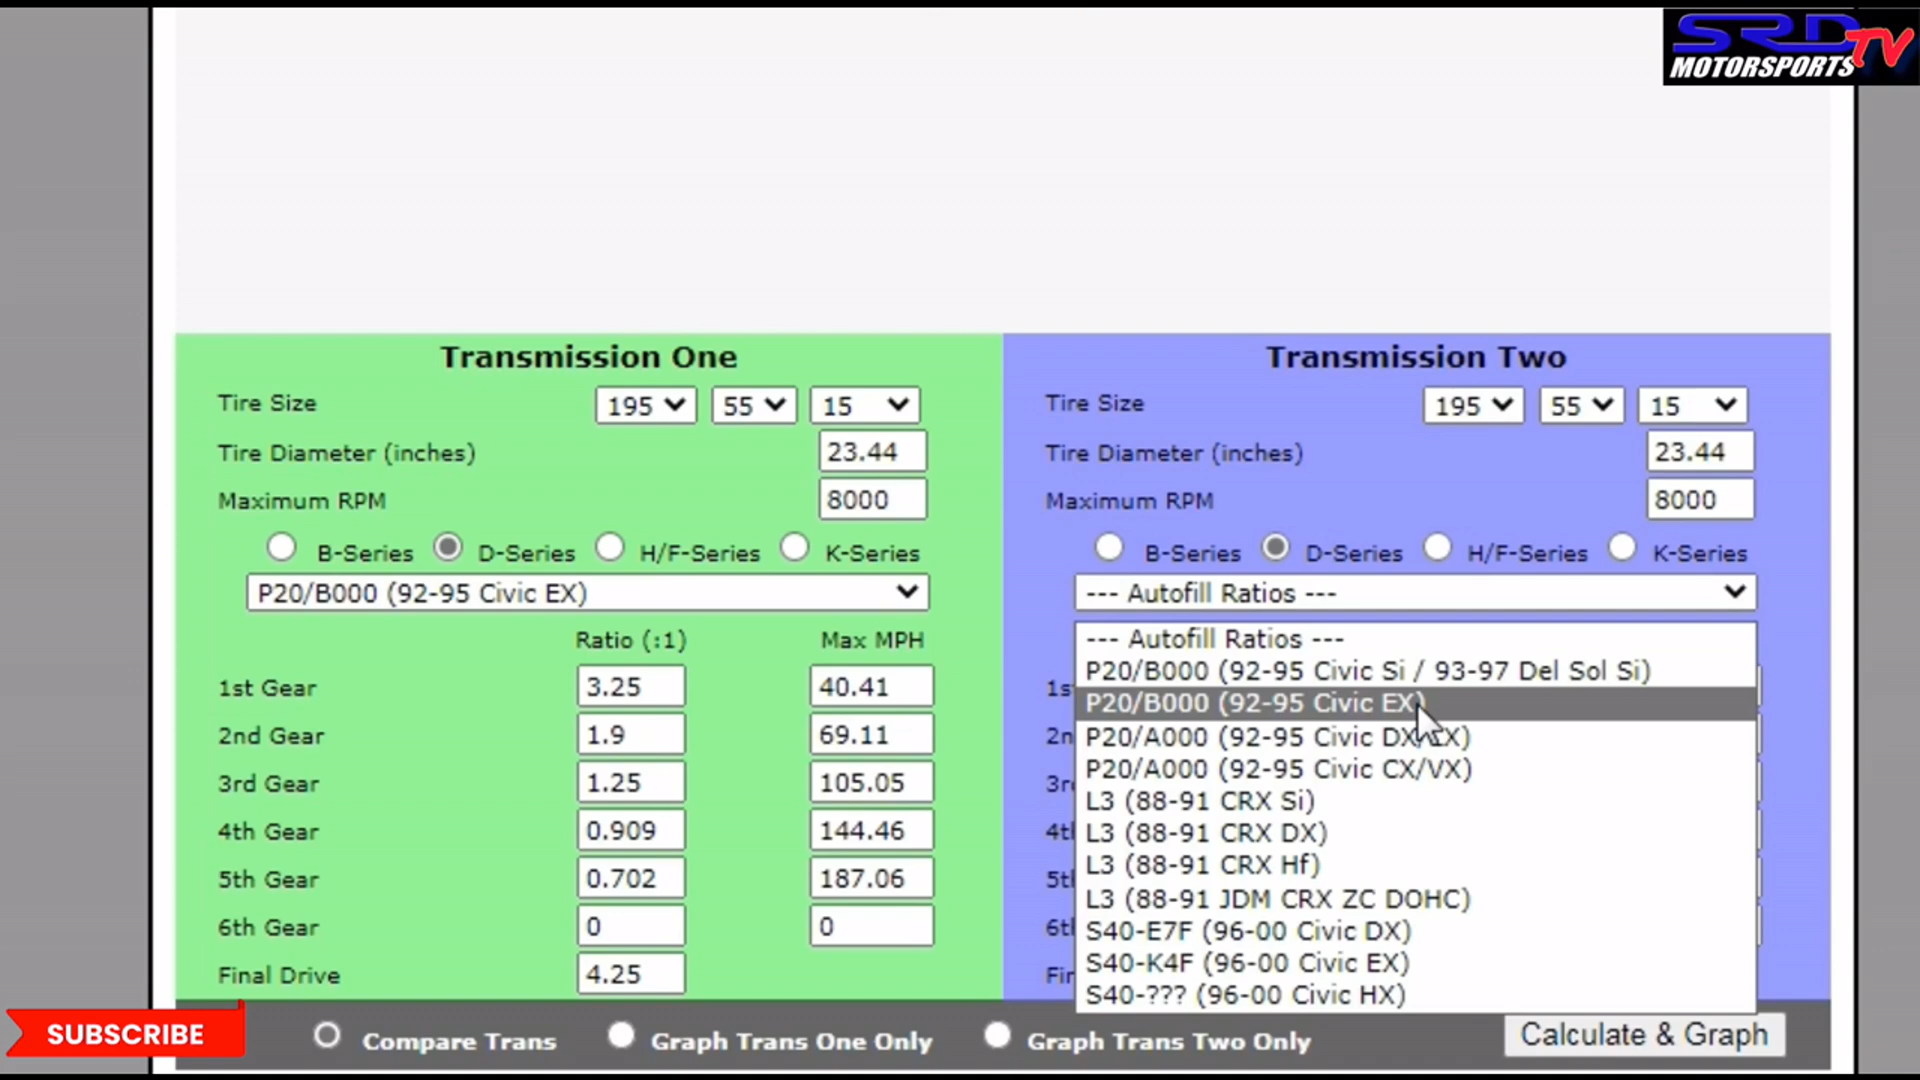 SRD TV
MOTORSPORTS
Transmission One
Tire Size 195 55 15
Tire Diameter (inches) 23.44
Maximum RPM 8000
B-Series D-Series H/F-Series K-Series
P20/B000 (92-95 Civic EX)
Ratio (:1) Max MPH
1st Gear 3.25 40.41
2nd Gear 1.9 69.11
3rd Gear 1.25 105.05
4th Gear 0.909 144.46
5th Gear 0.702 187.06
6th Gear 0 0
Final Drive 4.25
Transmission Two
Tire Size 195 55 15
Tire Diameter (inches) 23.44
Maximum RPM 8000
B-Series D-Series H/F-Series K-Series
--- Autofill Ratios ---
--- Autofill Ratios ---
P20/B000 (92-95 Civic Si / 93-97 Del Sol Si)
P20/B000 (92-95 Civic EX)
P20/A000 (92-95 Civic DX/LX)
P20/A000 (92-95 Civic CX/VX)
L3 (88-91 CRX Si)
L3 (88-91 CRX DX)
L3 (88-91 CRX Hf)
L3 (88-91 JDM CRX ZC DOHC)
S40-E7F (96-00 Civic DX)
S40-K4F (96-00 Civic EX)
S40-??? (96-00 Civic HX)
SUBSCRIBE
Compare Trans Graph Trans One Only Graph Trans Two Only Calculate & Graph